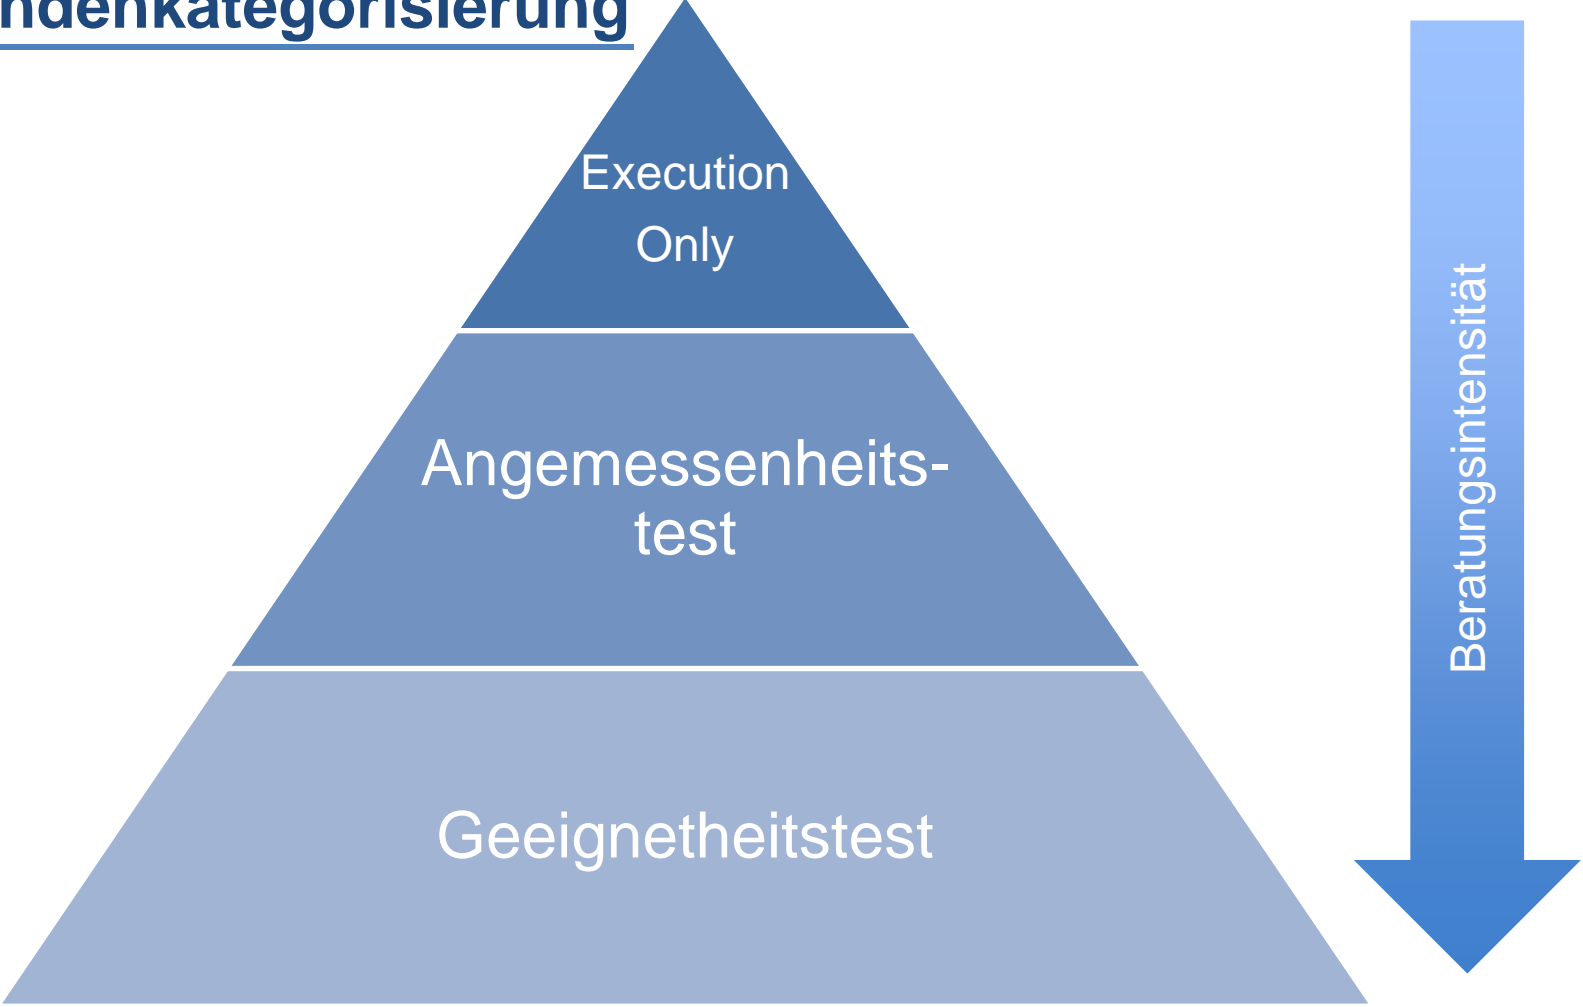 ndenkategorisierung
Execution
Only
Angemessenheits-
test
Geeignetheitstest
Beratungsintensität